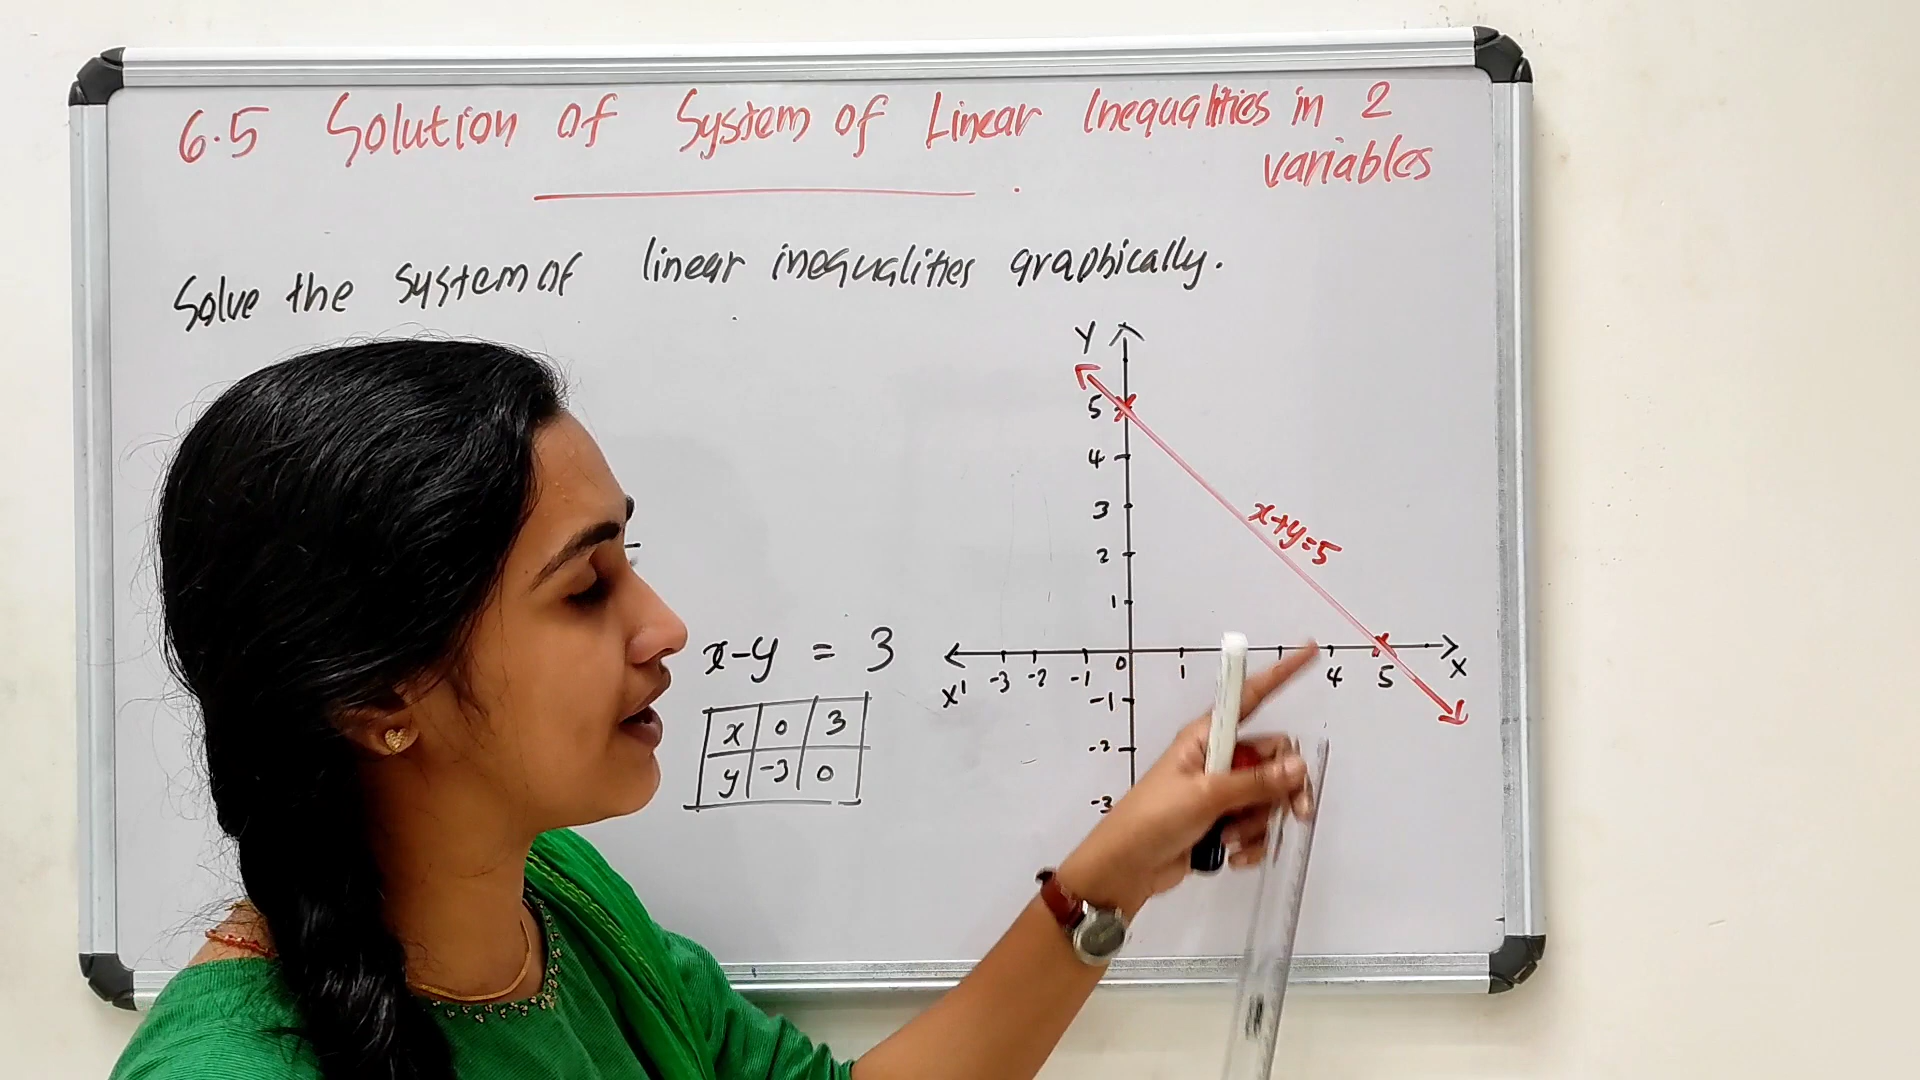 6.5 Solution of System of Linear Inequalities in 2
variables
Solve the system of linear inequalities graphically.
Y
5
4
3
2
1
x+y=5
X' -3 -2 -1 0 1 4 5 X
-1
-2
-3
x-y = 3
x 0 3
y -3 0